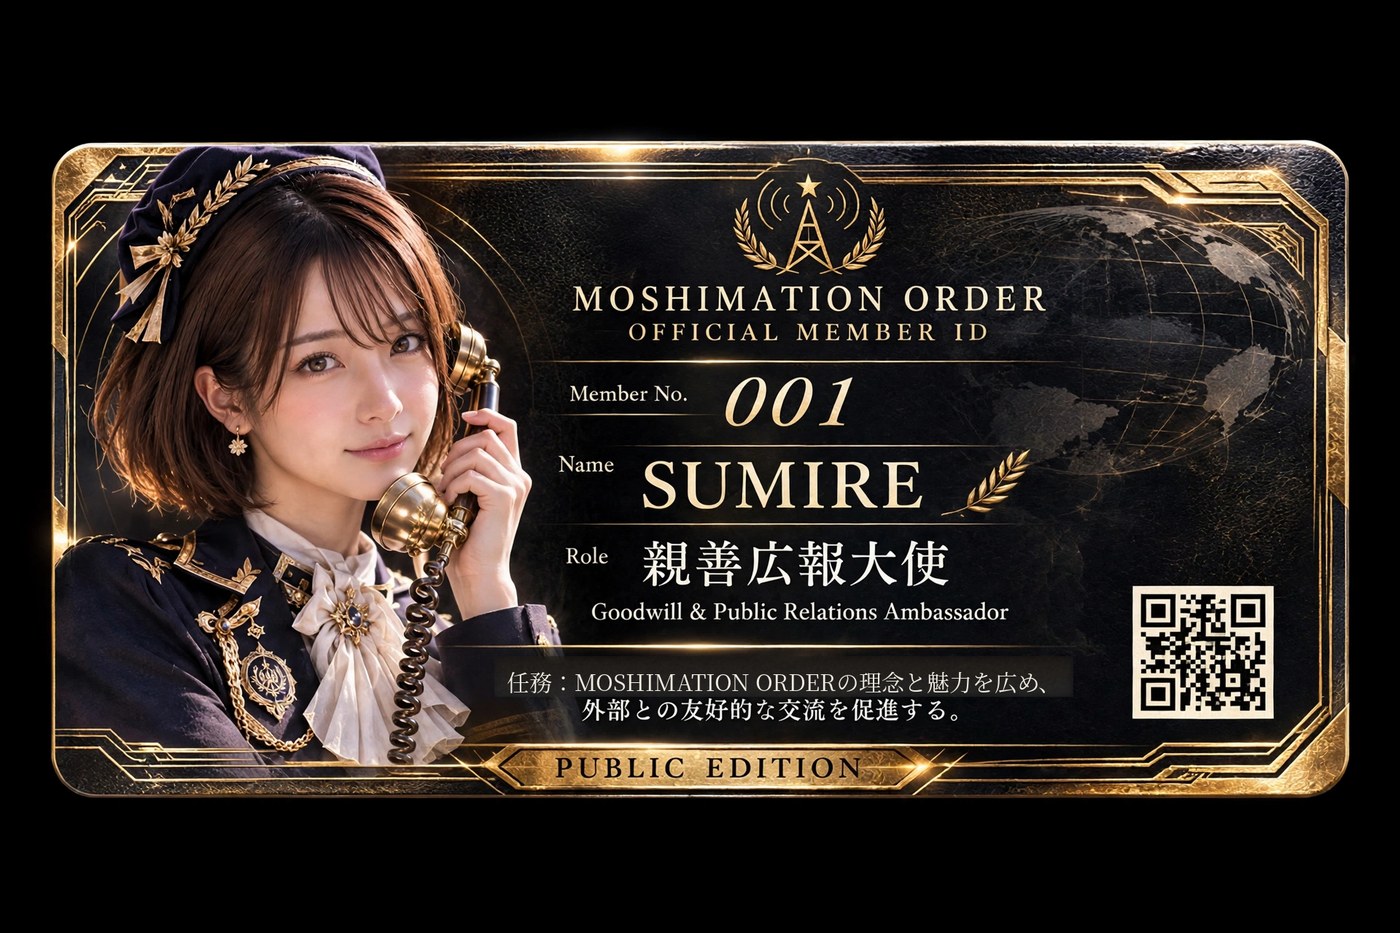 MOSHIMATION ORDER
OFFICIAL MEMBER ID
Member No. 001
Name SUMIRE
Role 親善広報大使
Goodwill & Public Relations Ambassador
任務：MOSHIMATION ORDERの理念と魅力を広め、
外部との友好的な交流を促進する。
PUBLIC EDITION